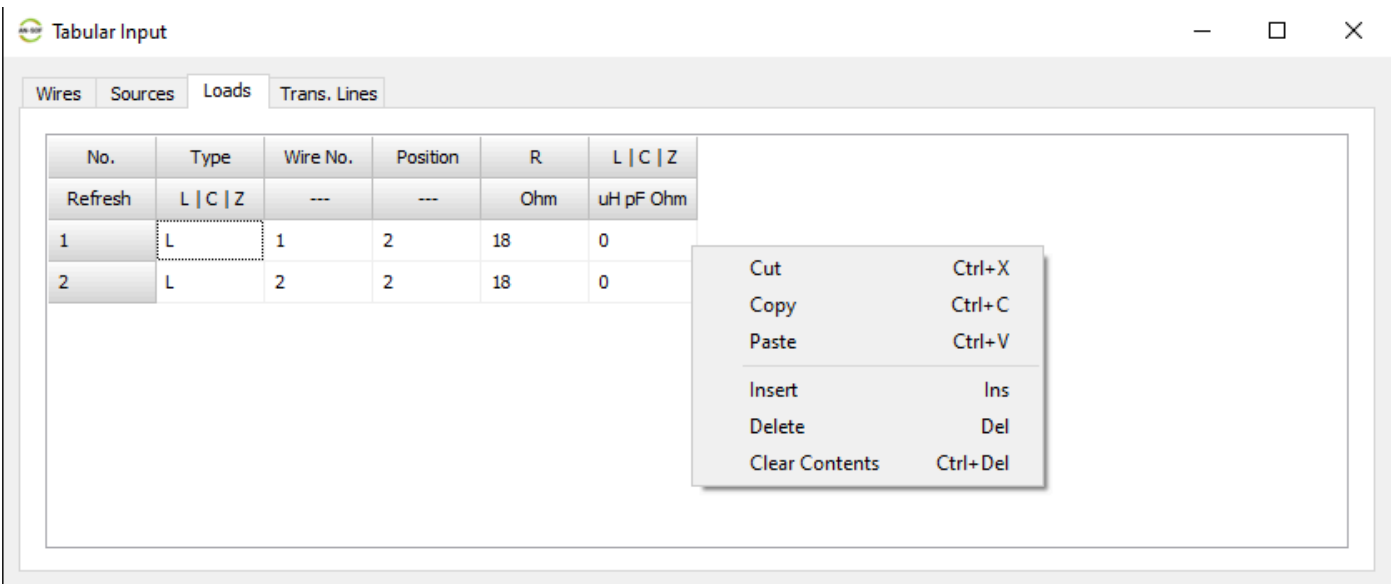 AN-SOF Tabular Input
Wires Sources Loads Trans. Lines
No. Type Wire No. Position R L | C | Z
Refresh L | C | Z --- --- Ohm uH pF Ohm
1 L 1 2 18 0
2 L 2 2 18 0
Cut Ctrl+X
Copy Ctrl+C
Paste Ctrl+V
Insert Ins
Delete Del
Clear Contents Ctrl+Del